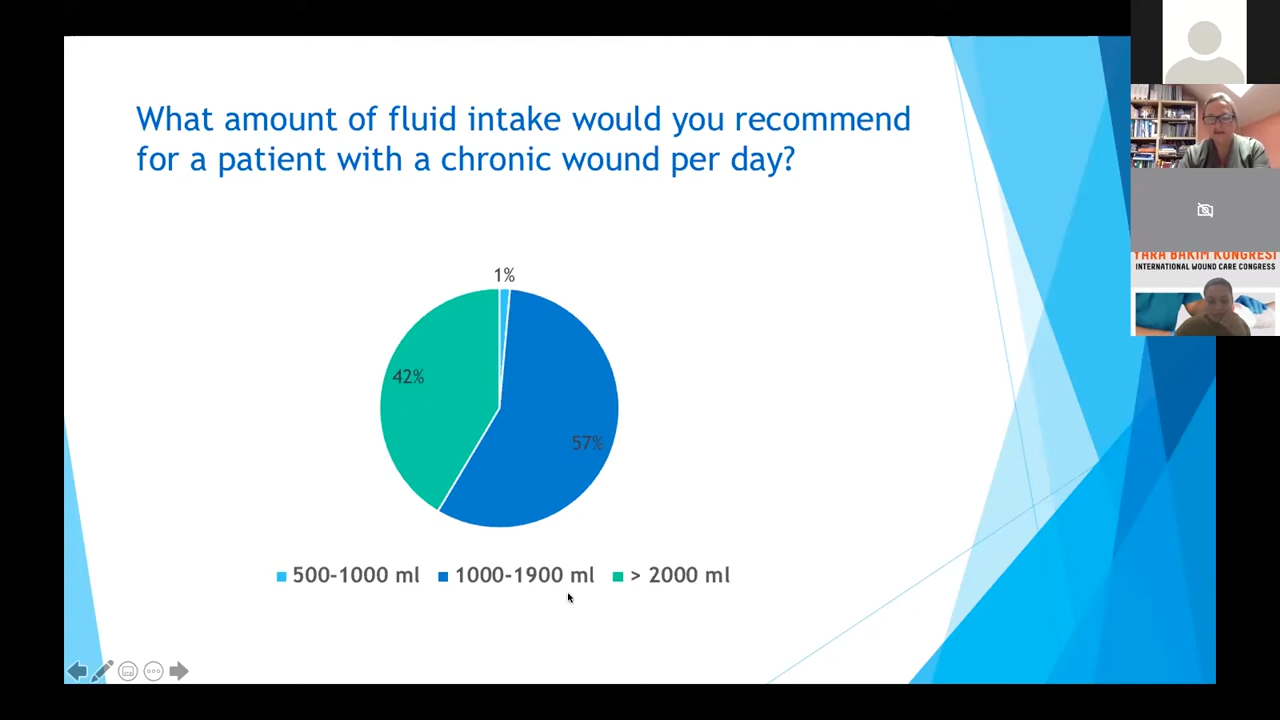 What amount of fluid intake would you recommend
for a patient with a chronic wound per day?
1%
42%
57%
500-1000 ml
1000-1900 ml
> 2000 ml
YARA BAKIM KONGRESİ
INTERNATIONAL WOUND CARE CONGRESS